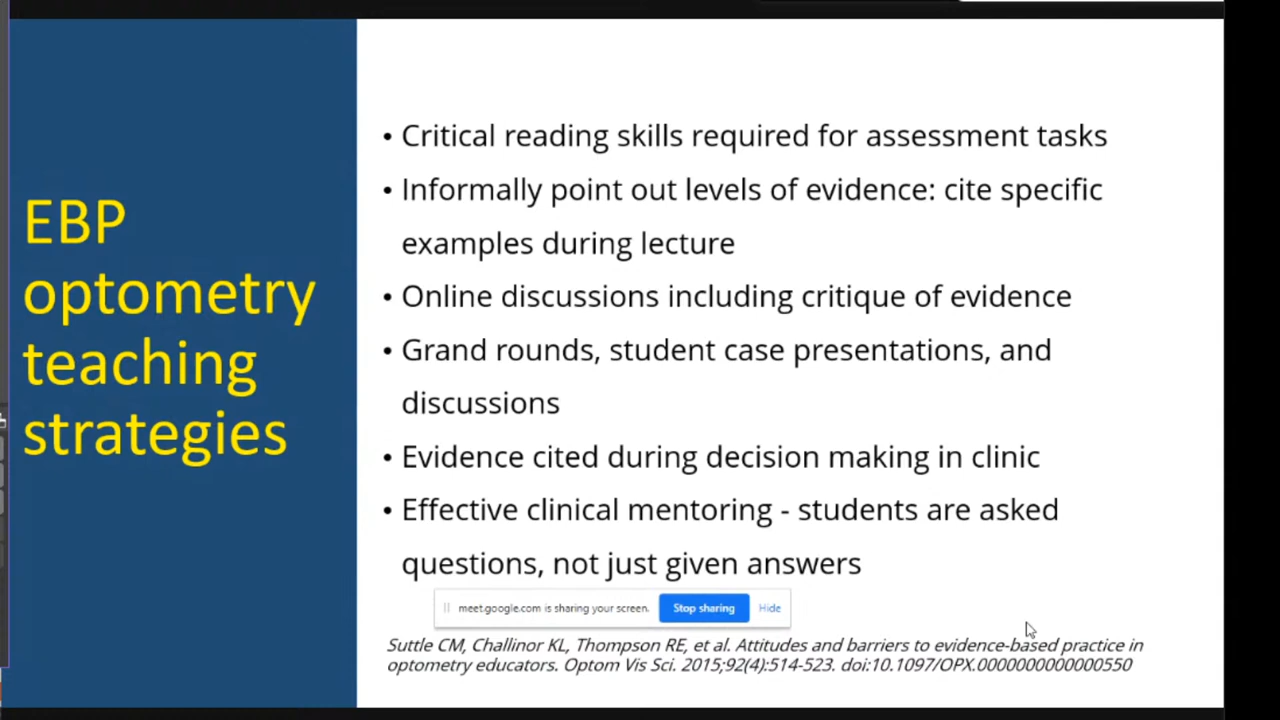 EBP
optometry
teaching
strategies
• Critical reading skills required for assessment tasks
• Informally point out levels of evidence: cite specific
examples during lecture
• Online discussions including critique of evidence
• Grand rounds, student case presentations, and
discussions
• Evidence cited during decision making in clinic
• Effective clinical mentoring - students are asked
questions, not just given answers
meet.google.com is sharing your screen. Stop sharing Hide
Suttle CM, Challinor KL, Thompson RE, et al. Attitudes and barriers to evidence-based practice in
optometry educators. Optom Vis Sci. 2015;92(4):514-523. doi:10.1097/OPX.0000000000000550